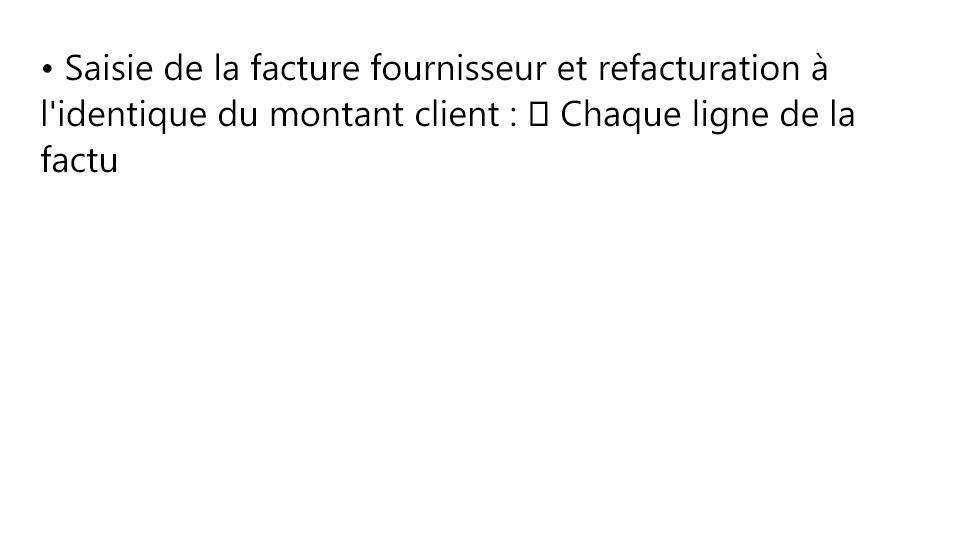 • Saisie de la facture fournisseur et refacturation à
l'identique du montant client :  Chaque ligne de la
factu